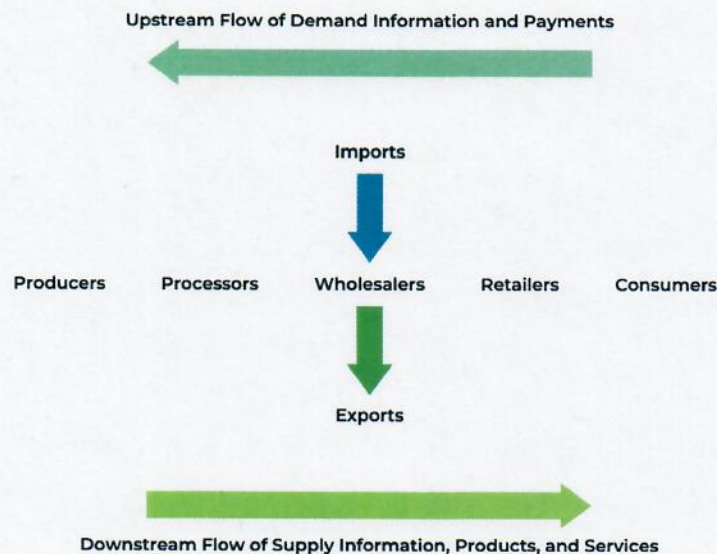 Upstream Flow of Demand Information and Payments
Imports
Producers Processors Wholesalers Retailers Consumers
Exports
Downstream Flow of Supply Information, Products, and Services